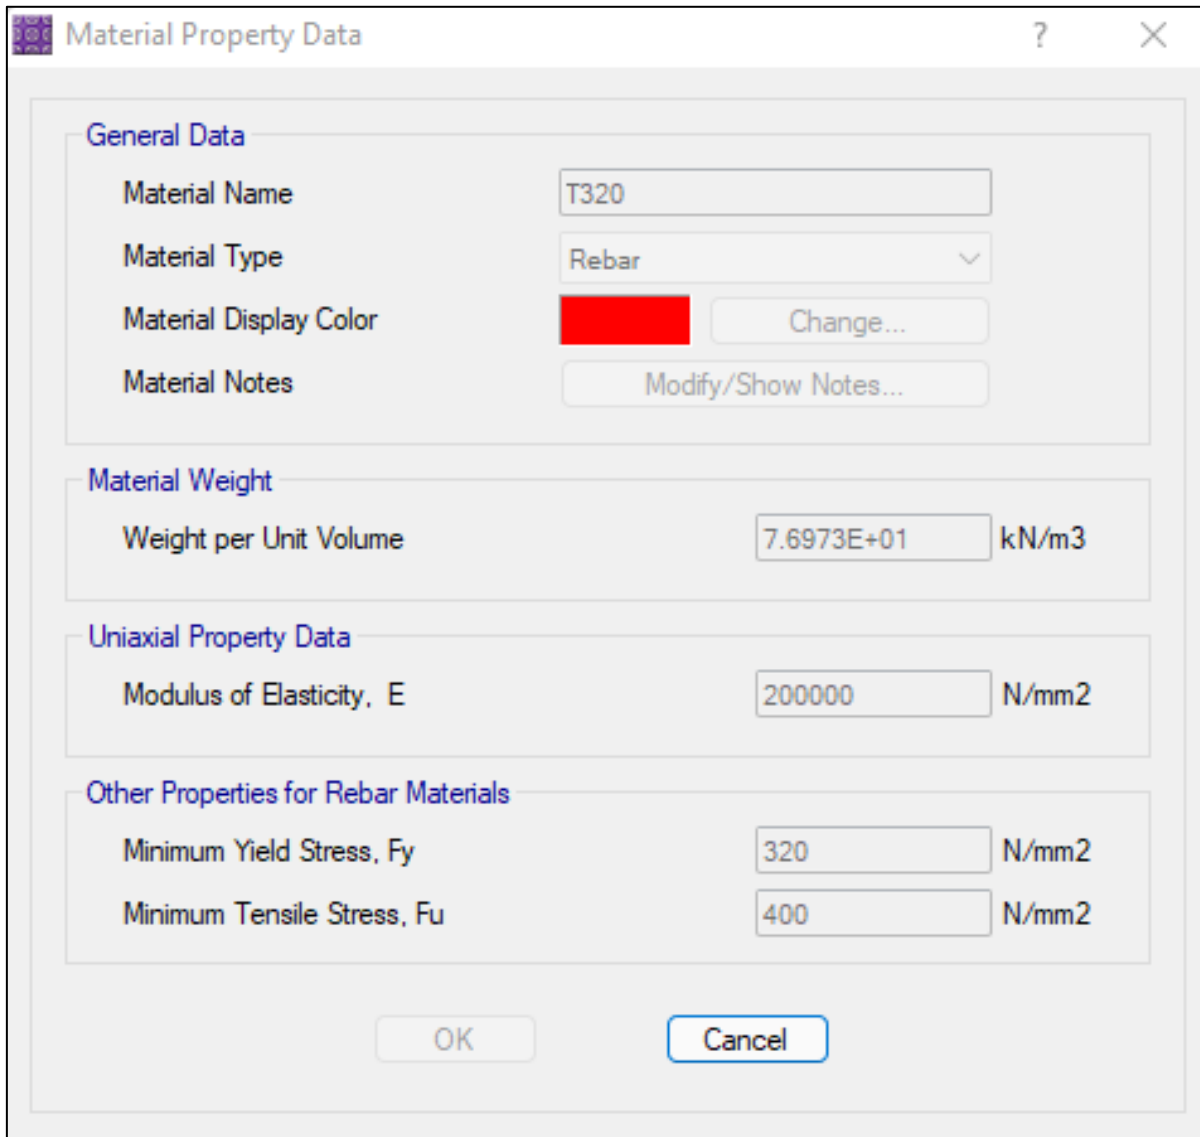 Material Property Data ?
General Data
Material Name T320
Material Type Rebar
Material Display Color Change...
Material Notes Modify/Show Notes...
Material Weight
Weight per Unit Volume 7.6973E+01 kN/m3
Uniaxial Property Data
Modulus of Elasticity, E 200000 N/mm2
Other Properties for Rebar Materials
Minimum Yield Stress, Fy 320 N/mm2
Minimum Tensile Stress, Fu 400 N/mm2
OK Cancel